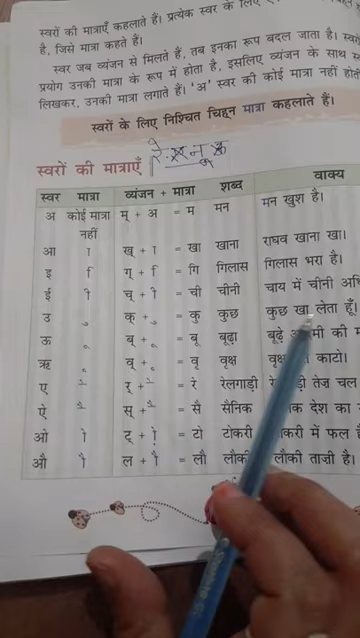 स्वरों की मात्राएँ कहलाते हैं। प्रत्येक स्वर के लिए
है, जिसे मात्रा कहते हैं।
स्वर जब व्यंजन से मिलते हैं, तब इनका रूप बदल जाता है। स्वरों
प्रयोग उनकी मात्रा के रूप में होता है, इसलिए व्यंजन के साथ
लिखकर, उनकी मात्रा लगाते हैं। 'अ' स्वर की कोई मात्रा नहीं होती
स्वरों के लिए निश्चित चिह्न मात्रा कहलाते हैं।
स्वरों की मात्राएँ
स्वर मात्रा व्यंजन + मात्रा शब्द वाक्य
अ कोई मात्रा नहीं म् + अ = म मन मन खुश है।
आ ा ख् + ा = खा खाना राघव खाना खा।
इ ि ग् + ि = गि गिलास गिलास भरा है।
ई ी च् + ी = ची चीनी चाय में चीनी
उ ु क् + ु = कु कुछ कुछ खा लेता हूँ।
ऊ ू ब् + ू = बू बूढ़ा बूढ़े की
ऋ ृ व् + ृ = वृ वृक्ष वृक्ष काटो।
ए े र् + े = रे रेलगाड़ी तेज चल
ऐ ै स् + ै = सै सैनिक देश का
ओ ो ट् + ो = टो टोकरी में फल
औ ौ ल + ौ = लौ लौकी लौकी ताज़ी है।